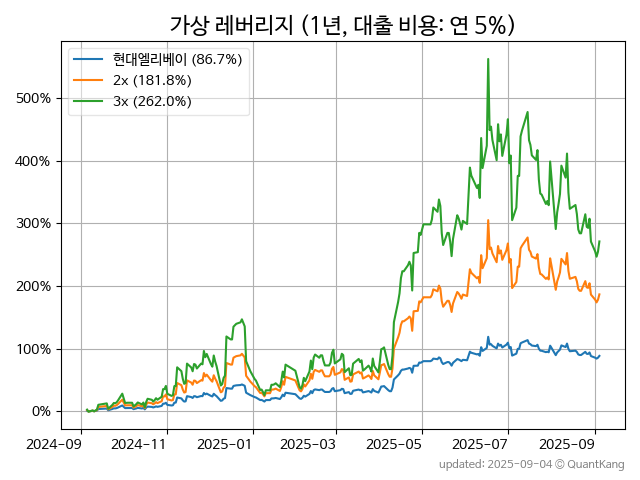 가상 레버리지 (1년, 대출 비용: 연 5%)
현대엘리베이 (86.7%)
2x (181.8%)
3x (262.0%)
500%
400%
300%
200%
100%
0%
2024-09
2024-11
2025-01
2025-03
2025-05
2025-07
2025-09
updated: 2025-09-04 © QuantKang